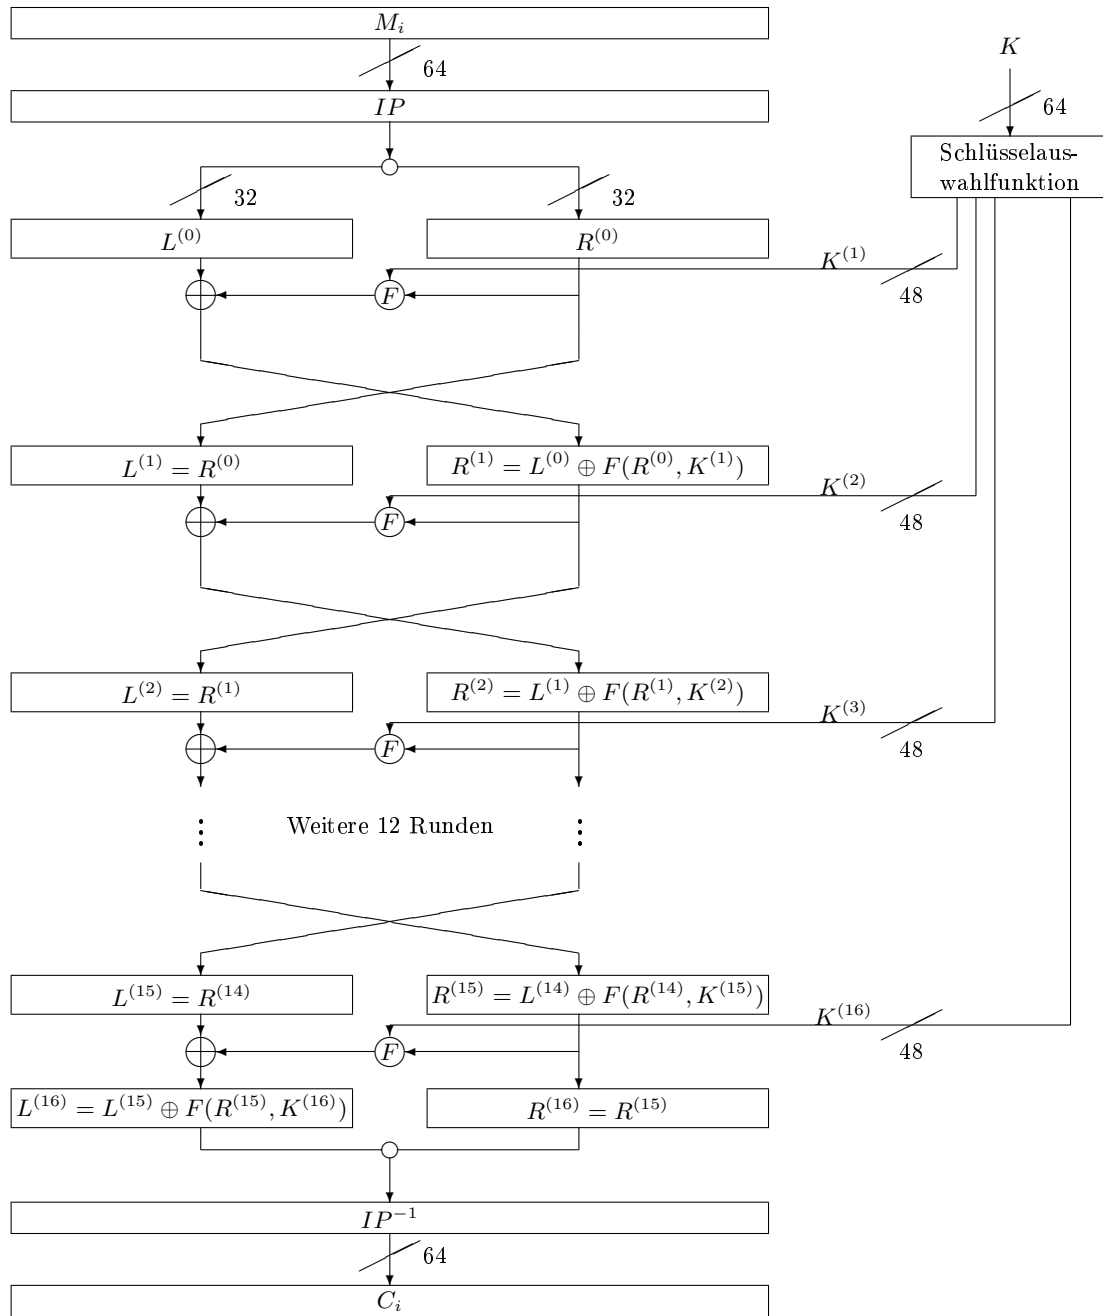 M_i
64
K
IP
64
Schlüsselaus-
wahlfunktion
32 32
L^{(0)} R^{(0)}
K^{(1)}
F
48
L^{(1)} = R^{(0)} R^{(1)} = L^{(0)} ⊕ F(R^{(0)}, K^{(1)})
K^{(2)}
F
48
L^{(2)} = R^{(1)} R^{(2)} = L^{(1)} ⊕ F(R^{(1)}, K^{(2)})
K^{(3)}
F
48
⋮ Weitere 12 Runden ⋮
L^{(15)} = R^{(14)} R^{(15)} = L^{(14)} ⊕ F(R^{(14)}, K^{(15)})
K^{(16)}
F
48
L^{(16)} = L^{(15)} ⊕ F(R^{(15)}, K^{(16)}) R^{(16)} = R^{(15)}
IP^{-1}
64
C_i